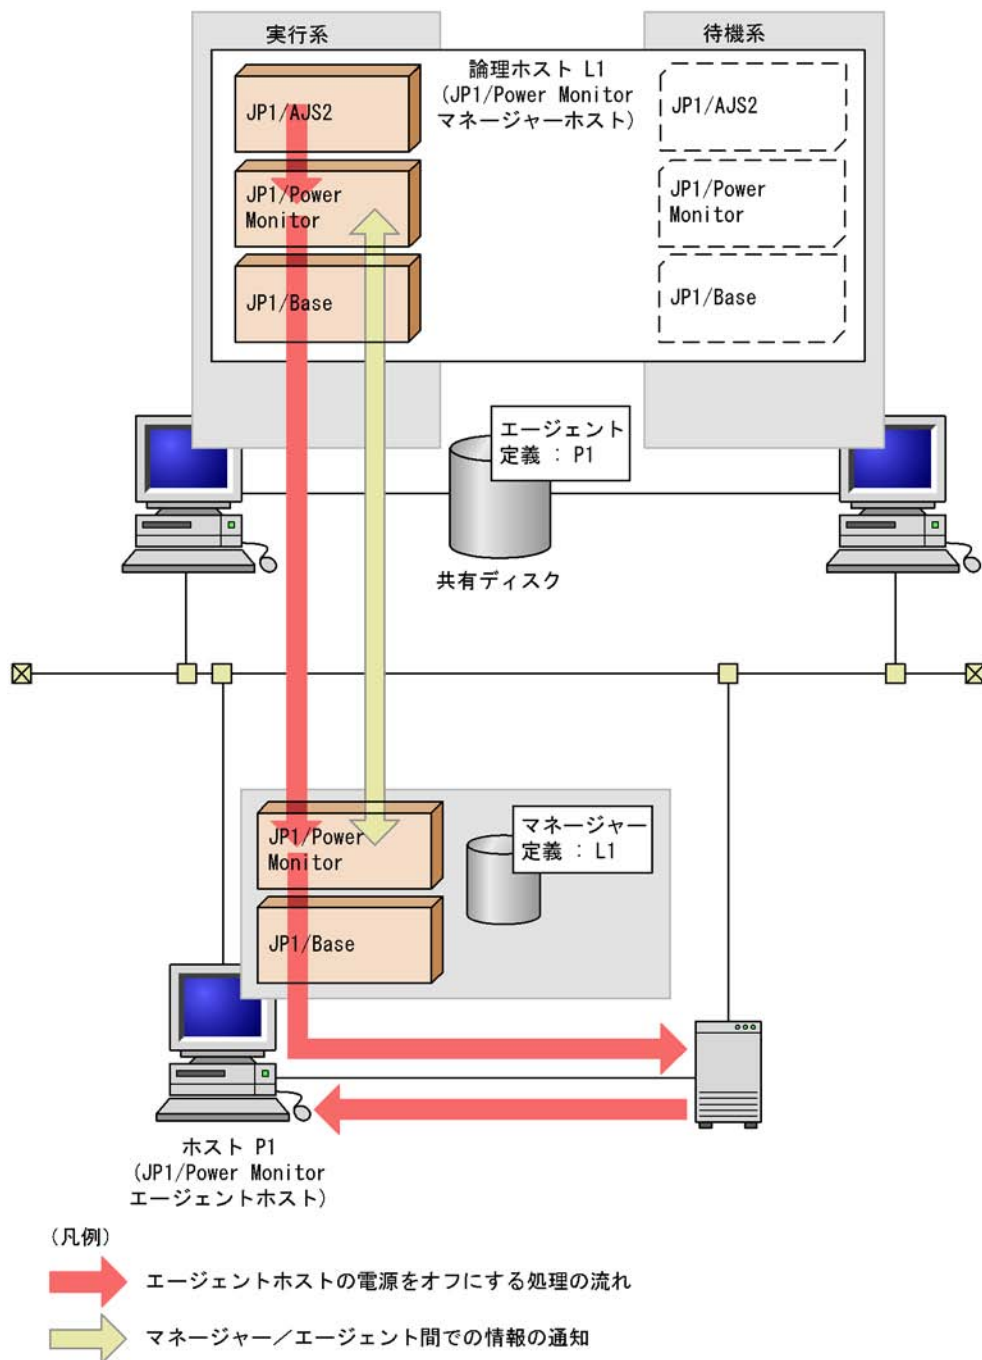 実行系
待機系
論理ホスト L1
(JP1/Power Monitor
マネージャーホスト)
JP1/AJS2
JP1/Power
Monitor
JP1/Base
JP1/AJS2
JP1/Power
Monitor
JP1/Base
エージェント
定義 : P1
共有ディスク
JP1/Power
Monitor
JP1/Base
マネージャー
定義 : L1
ホスト P1
(JP1/Power Monitor
エージェントホスト)
(凡例)
エージェントホストの電源をオフにする処理の流れ
マネージャー／エージェント間での情報の通知